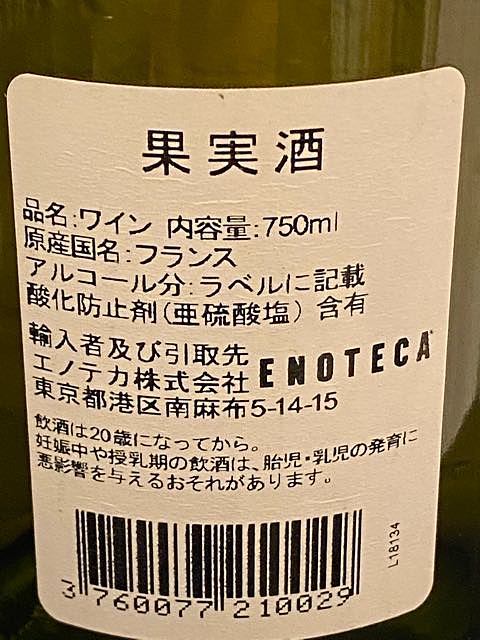 果実酒
品名:ワイン 内容量:750ml
原産国名:フランス
アルコール分:ラベルに記載
酸化防止剤(亜硫酸塩)含有
輸入者及び引取先
エノテカ株式会社 ENOTECA
東京都港区南麻布5-14-15
飲酒は20歳になってから。
妊娠中や授乳期の飲酒は、胎児・乳児の発育に
悪影響を与えるおそれがあります。
L18134
3 760077 210029